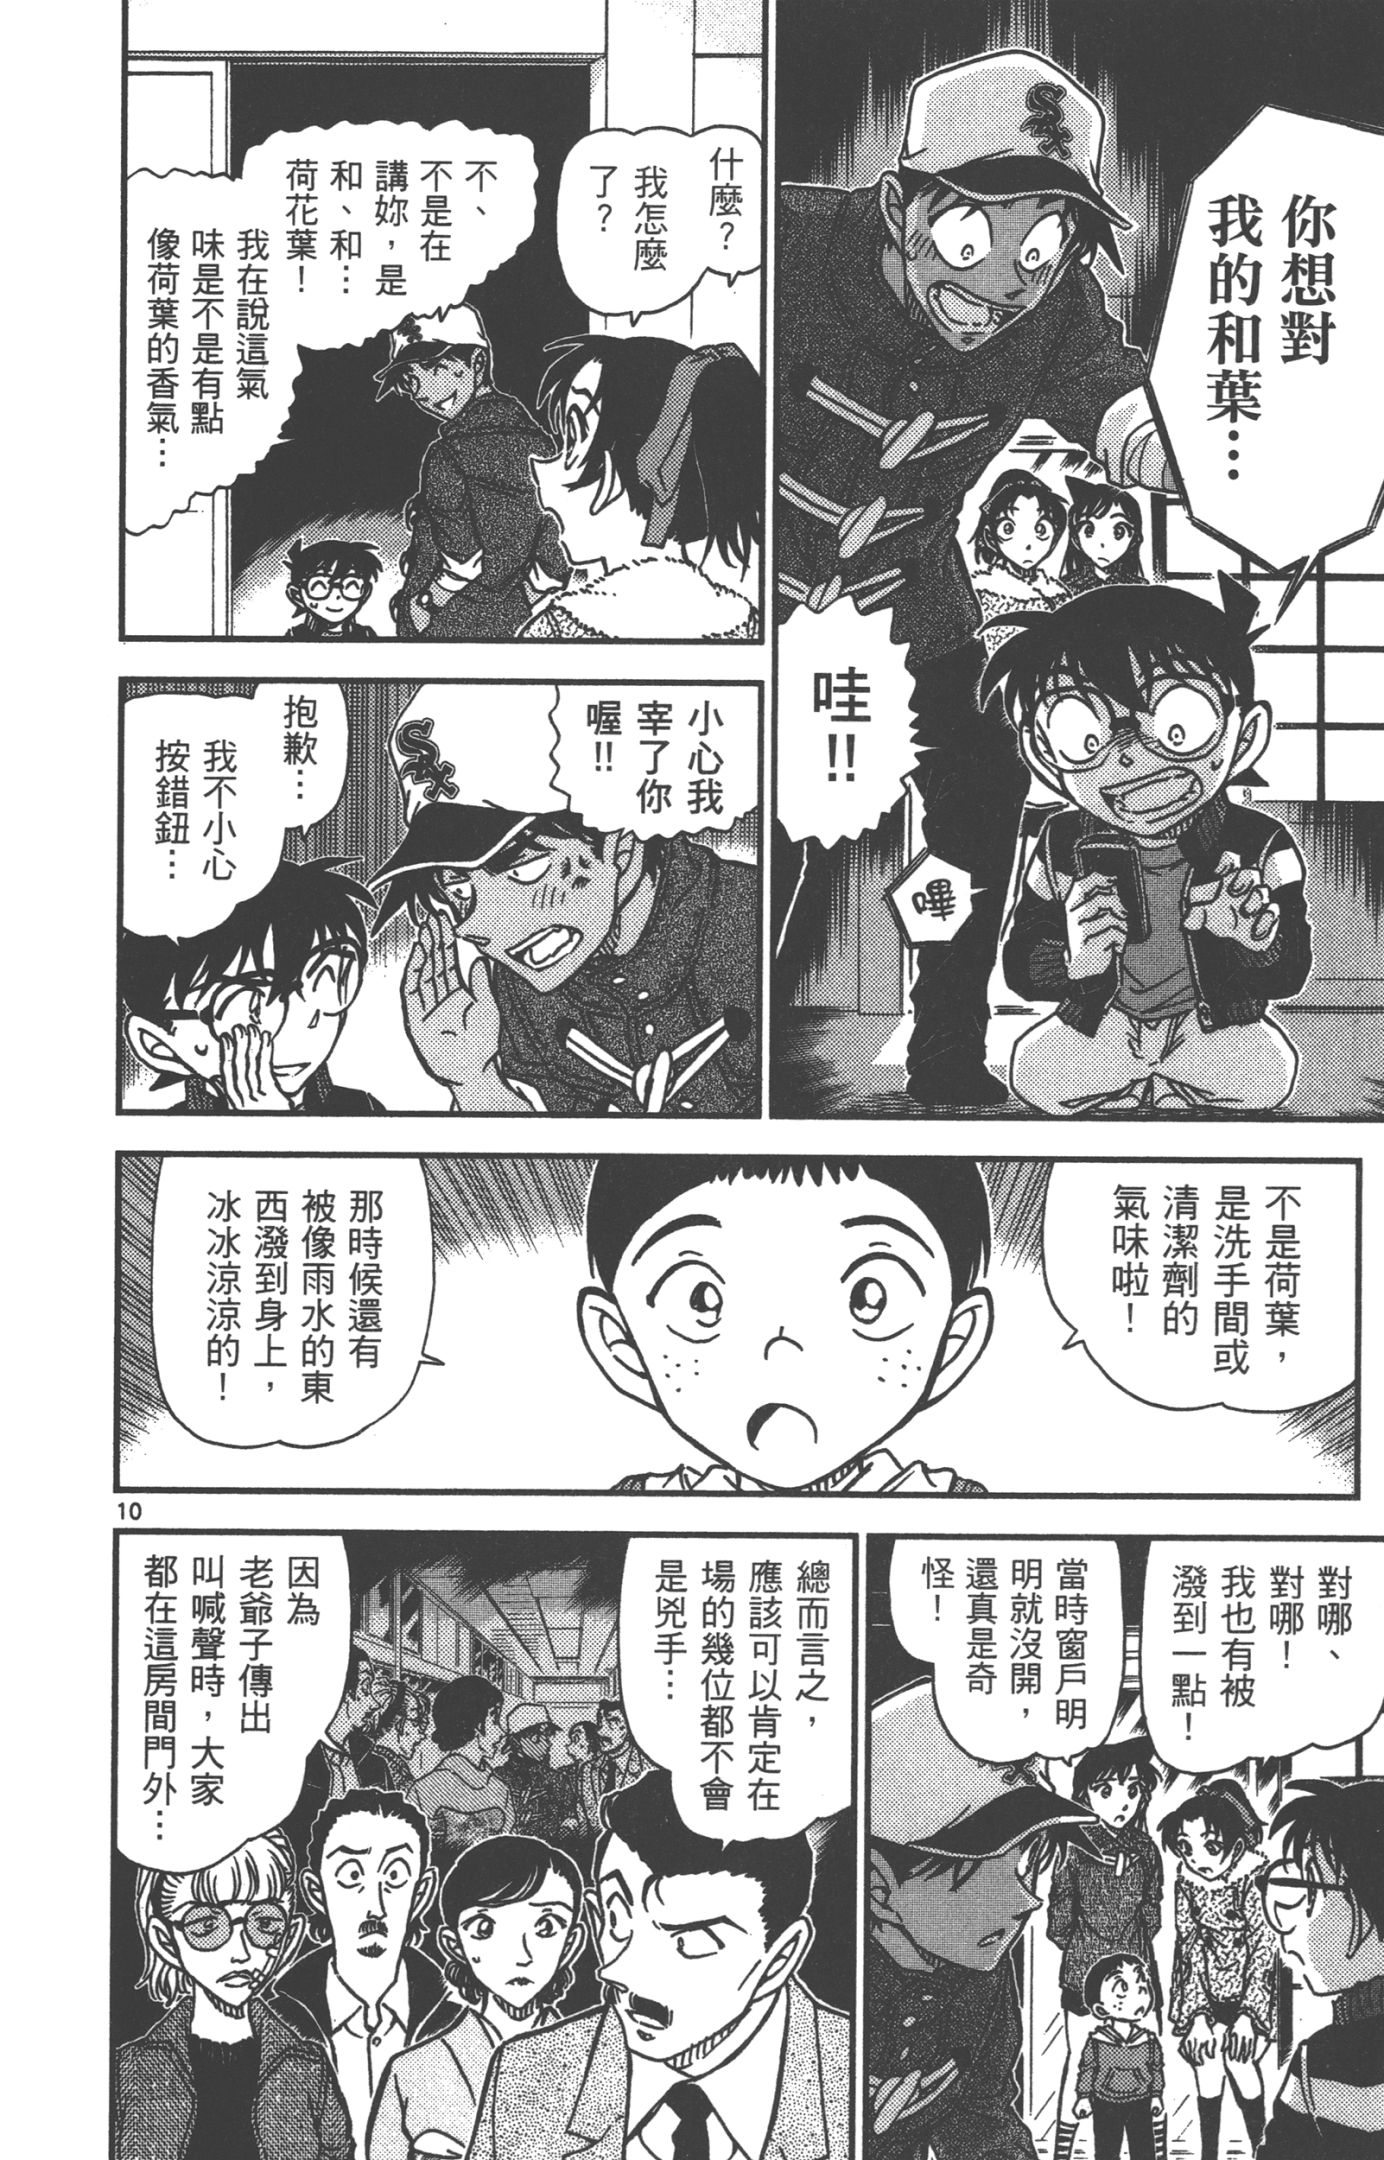 你想對
我的和葉…
哇!!
嗶
什麼?
我怎麼
了?
不、
不是在
講妳，是
和、和…
荷花葉!
我在說這氣
味是不是有點
像荷葉的香氣…
小心我
宰了你
喔!!
抱歉…
我不小心
按錯鈕…
不是荷葉，
是洗手間或
清潔劑的
氣味啦!
那時候還有
被像雨水的東
西潑到身上，
冰冰涼涼的!
10
對哪、
對哪!
我也有被
潑到一點!
當時窗戶明
明就沒開，
還真是奇
怪!
總而言之，
應該可以肯定在
場的幾位都不會
是兇手…
因為
老爺子傳出
叫喊聲時，大家
都在這房間門外…
Sox
Sox